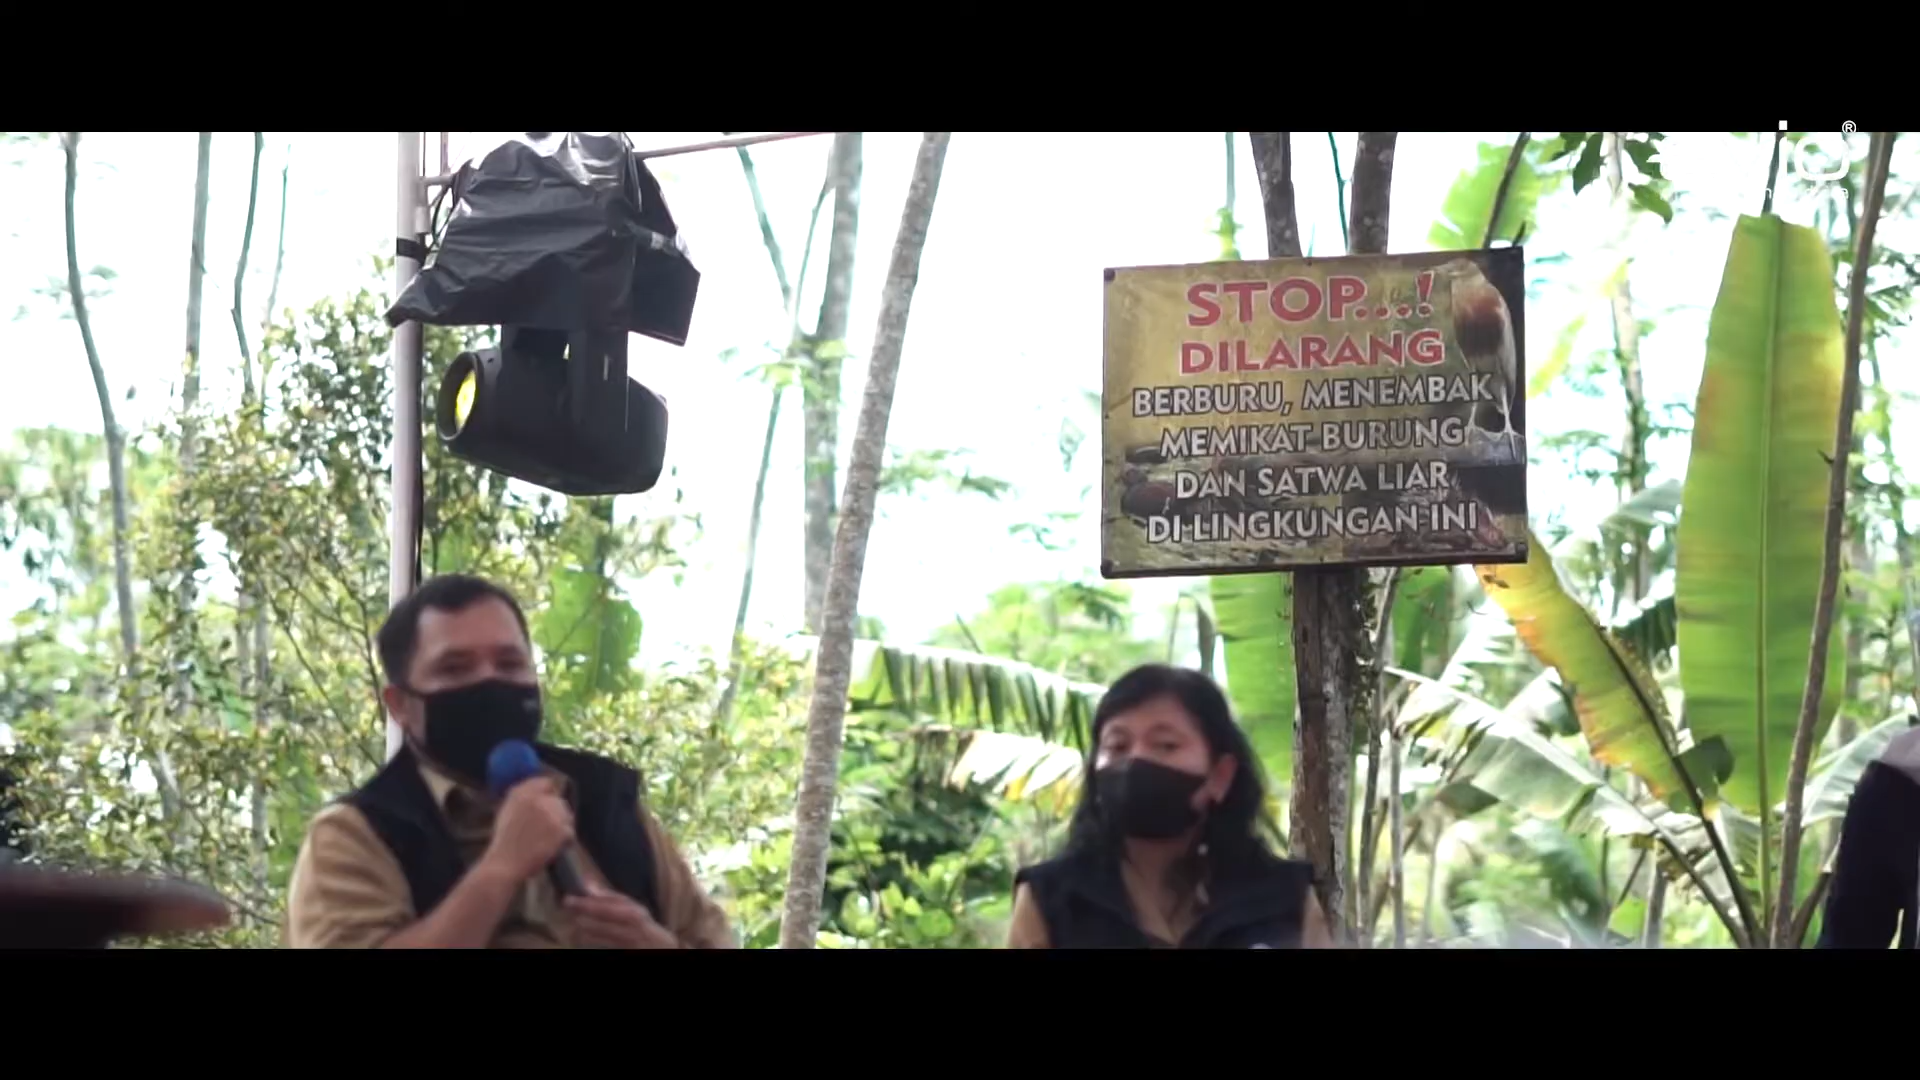 STOP...!
DILARANG
BERBURU, MENEMBAK
MEMIKAT BURUNG
DAN SATWA LIAR
DI LINGKUNGAN INI